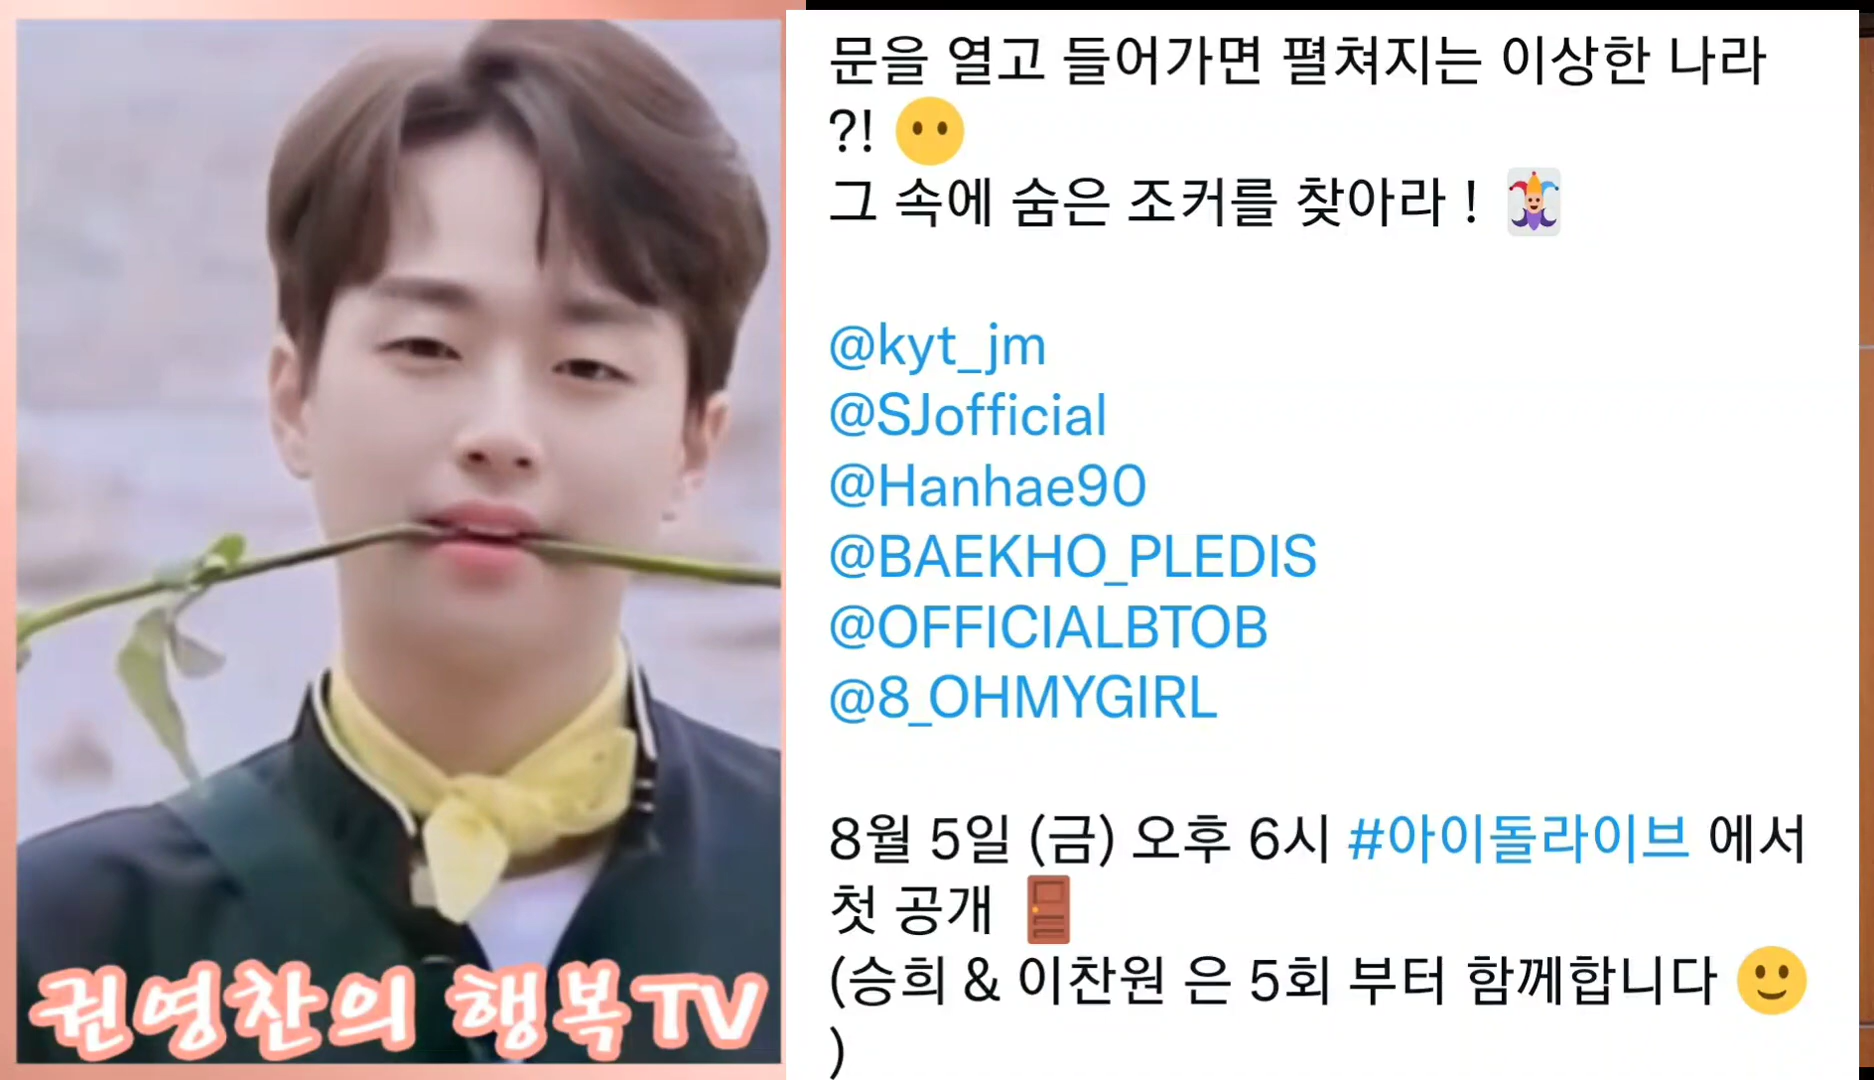 문을 열고 들어가면 펼쳐지는 이상한 나라
?! 😶
그 속에 숨은 조커를 찾아라 ! 🃏
@kyt_jm
@SJofficial
@Hanhae90
@BAEKHO_PLEDIS
@OFFICIALBTOB
@8_OHMYGIRL
8월 5일 (금) 오후 6시 #아이돌라이브 에서
첫 공개 🚪
(승희 & 이찬원 은 5회 부터 함께합니다 🙂
)
권영찬의 행복TV